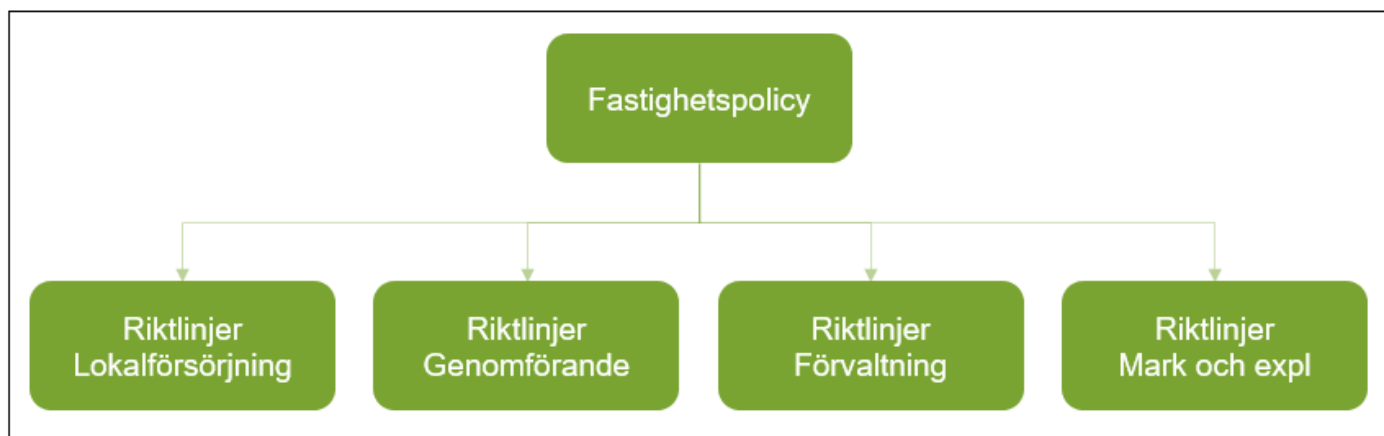 Fastighetspolicy
Riktlinjer
Lokalförsörjning
Riktlinjer
Genomförande
Riktlinjer
Förvaltning
Riktlinjer
Mark och expl